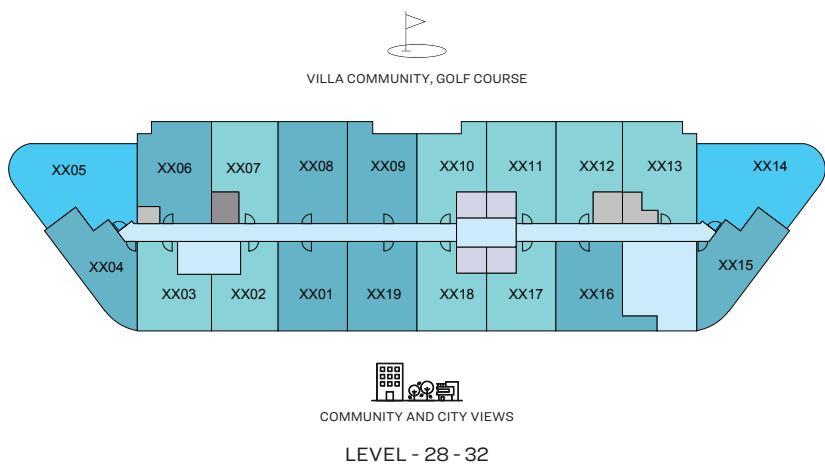 VILLA COMMUNITY, GOLF COURSE
XX05
XX06
XX07
XX08
XX09
XX10
XX11
XX12
XX13
XX14
XX04
XX03
XX02
XX01
XX19
XX18
XX17
XX16
XX15
COMMUNITY AND CITY VIEWS
LEVEL - 28 - 32